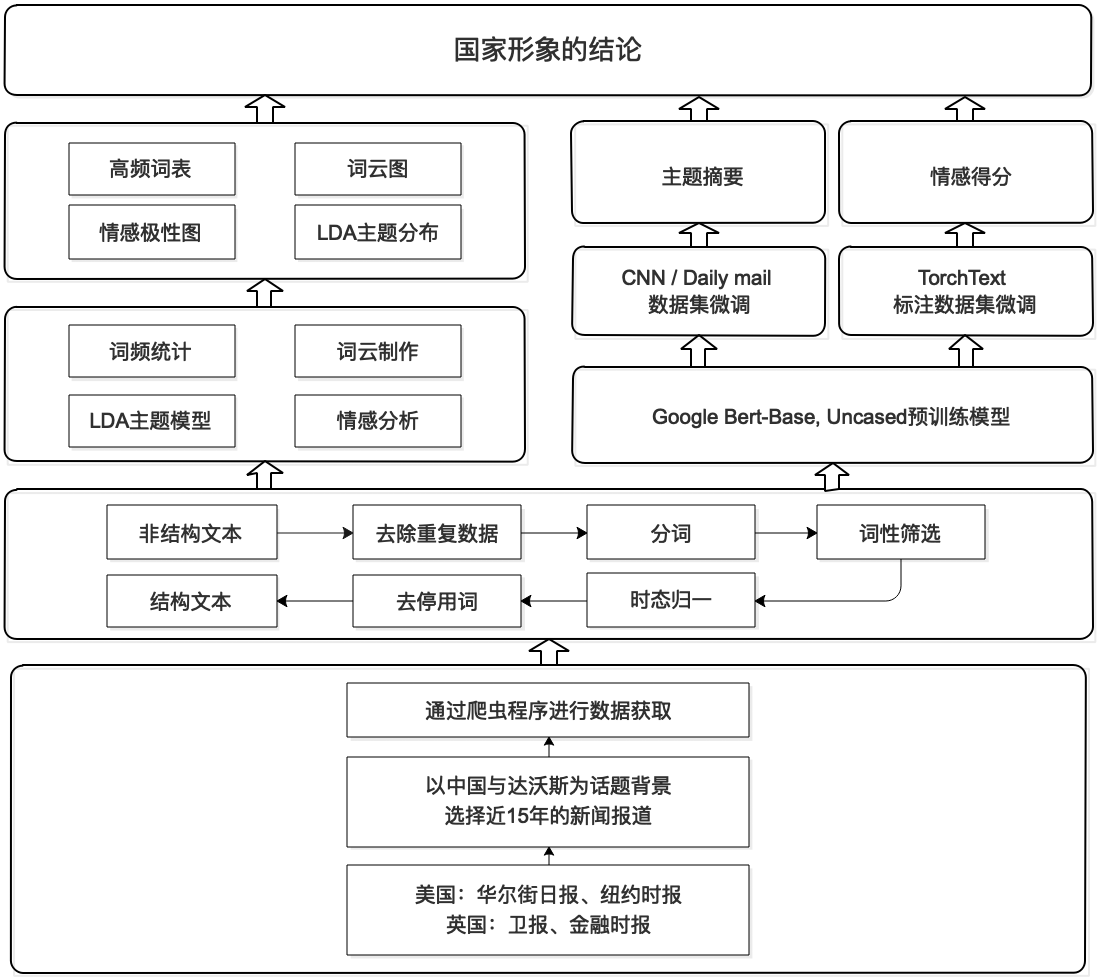 国家形象的结论
高频词表
词云图
情感极性图
LDA主题分布
主题摘要
情感得分
CNN / Daily mail
数据集微调
TorchText
标注数据集微调
词频统计
词云制作
LDA主题模型
情感分析
Google Bert-Base, Uncased预训练模型
非结构文本
去除重复数据
分词
词性筛选
结构文本
去停用词
时态归一
通过爬虫程序进行数据获取
以中国与达沃斯为话题背景
选择近15年的新闻报道
美国：华尔街日报、纽约时报
英国：卫报、金融时报